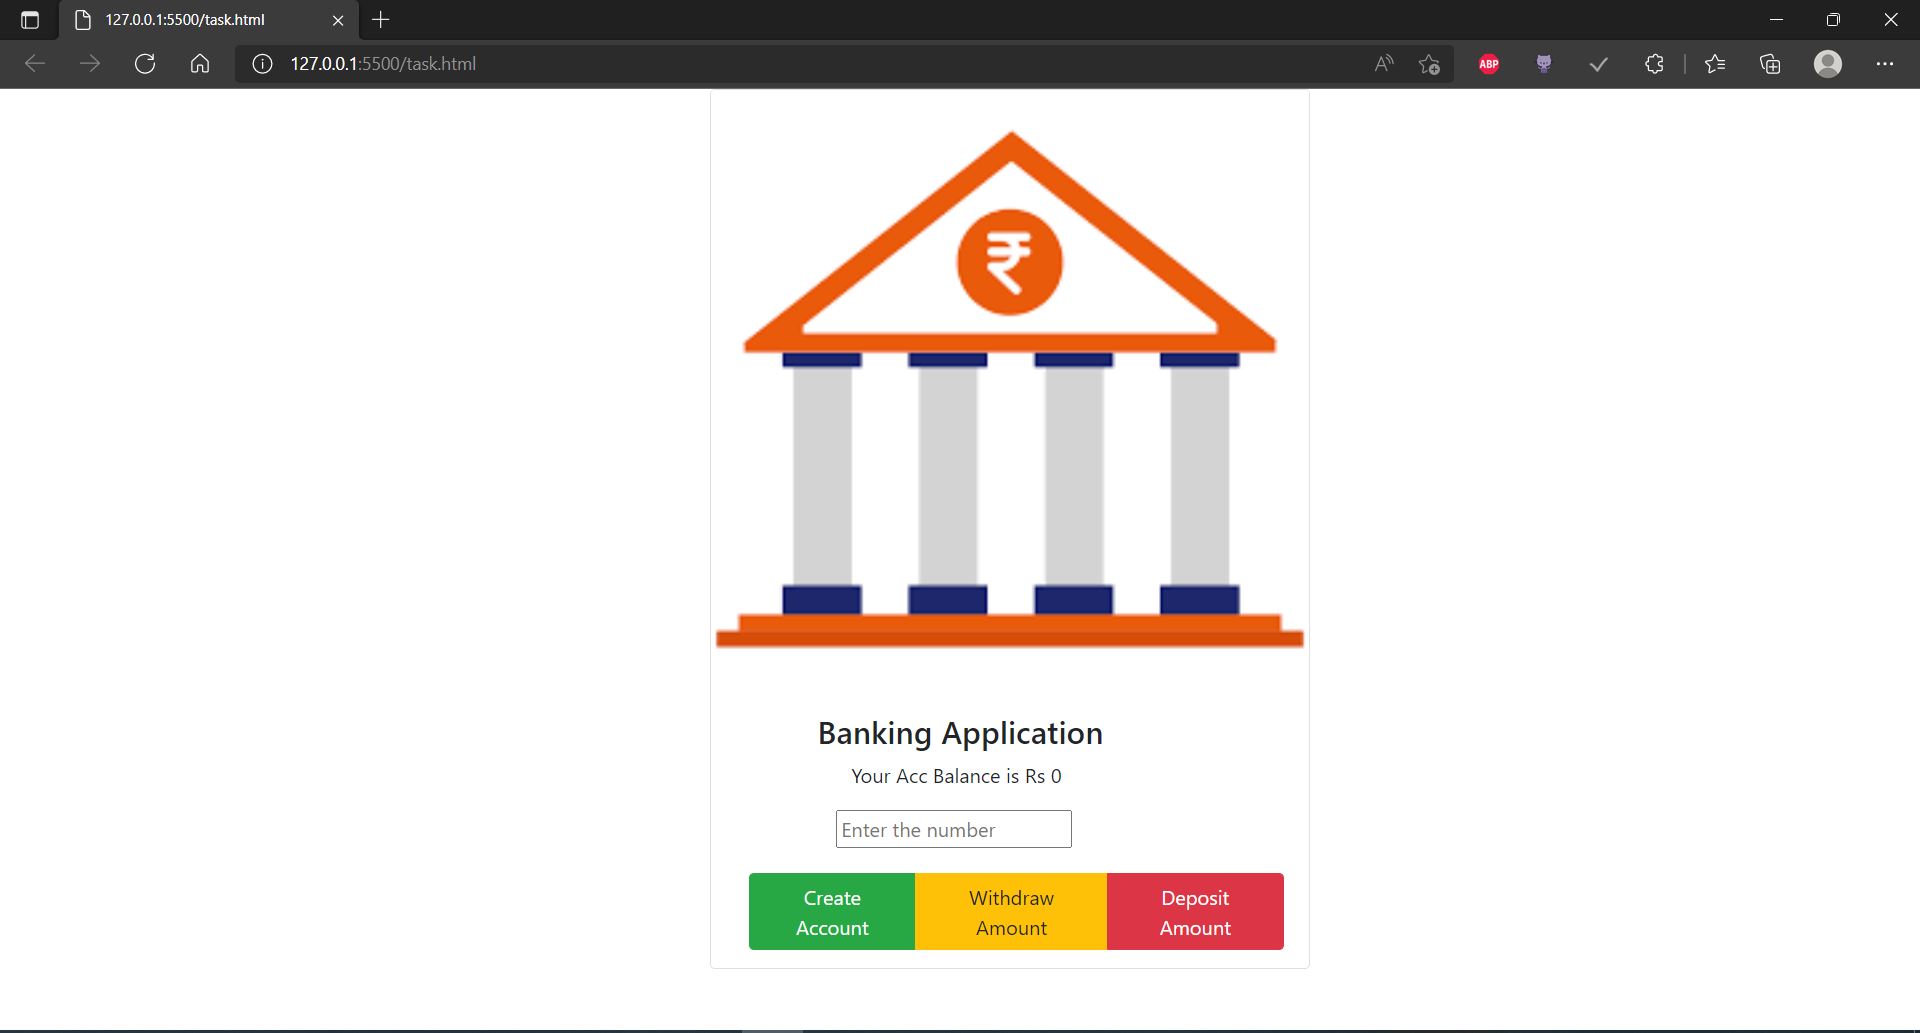 127.0.0.1:5500/task.html
127.0.0.1:5500/task.html
A
ABP
₹
Banking Application
Your Acc Balance is Rs 0
Enter the number
Create
Account
Withdraw
Amount
Deposit
Amount